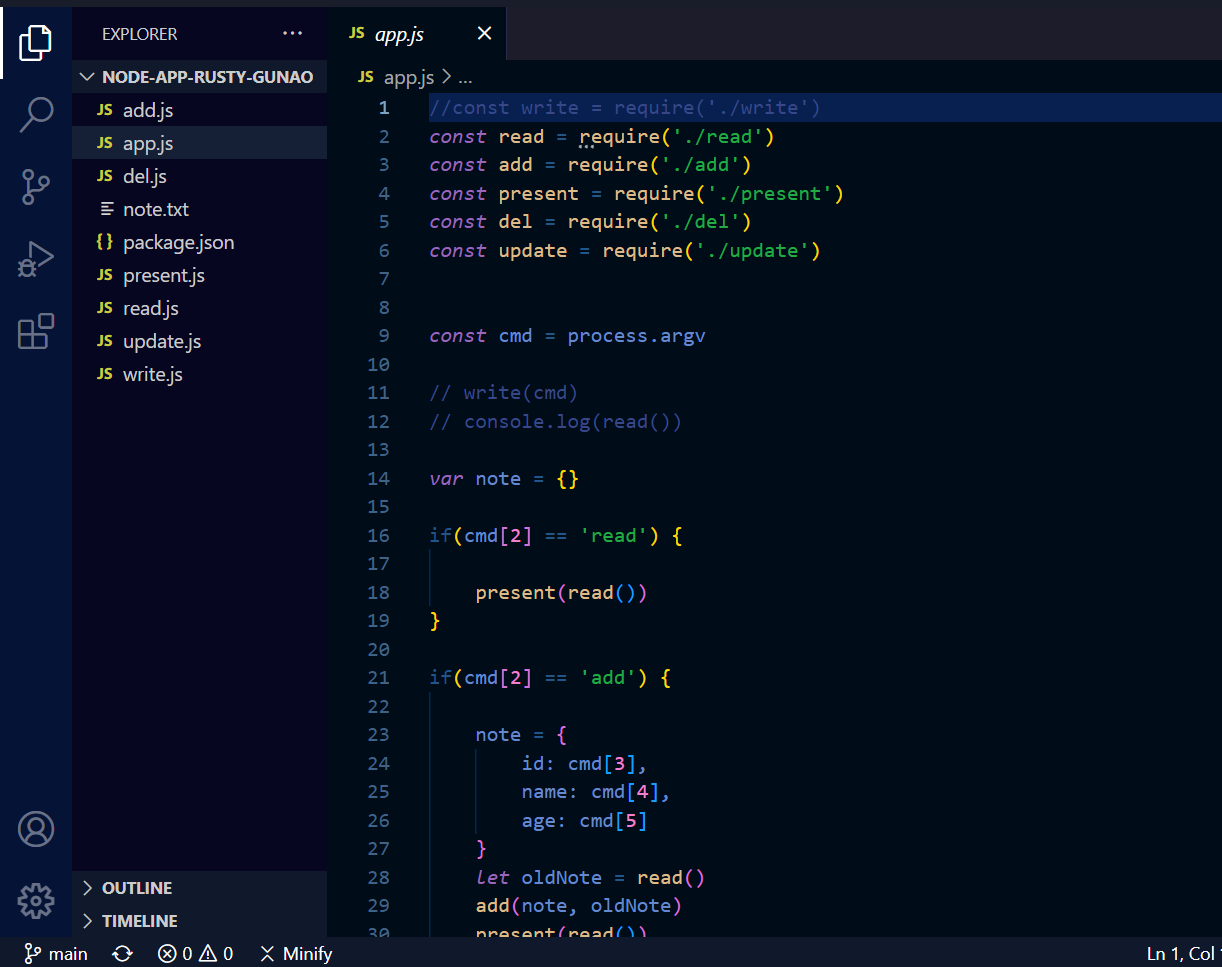 EXPLORER ...
NODE-APP-RUSTY-GUNAO
JS add.js
JS app.js
JS del.js
note.txt
{} package.json
JS present.js
JS read.js
JS update.js
JS write.js
OUTLINE
TIMELINE
JS app.js
JS app.js > ...
1 //const write = require('./write')
2 const read = require('./read')
3 const add = require('./add')
4 const present = require('./present')
5 const del = require('./del')
6 const update = require('./update')
7
8
9 const cmd = process.argv
10
11 // write(cmd)
12 // console.log(read())
13
14 var note = {}
15
16 if(cmd[2] == 'read') {
17
18 present(read())
19 }
20
21 if(cmd[2] == 'add') {
22
23 note = {
24 id: cmd[3],
25 name: cmd[4],
26 age: cmd[5]
27 }
28 let oldNote = read()
29 add(note, oldNote)
30 present(read())
main 0 0 Minify Ln 1, Col